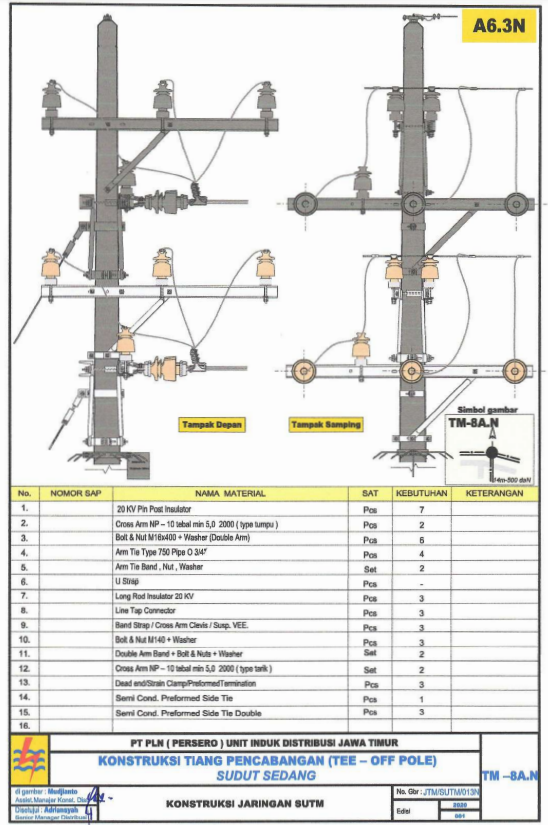 A6.3N
Tampak Depan
Tampak Samping
Simbol gambar
TM-8A.N
14m-500 daN
No. NOMOR SAP NAMA MATERIAL SAT KEBUTUHAN KETERANGAN
1. 20 KV Pin Post Insulator Pcs 7
2. Cross Arm NP – 10 tebal min 5,0 2000 ( type tumpu ) Pcs 2
3. Bolt & Nut M16x400 + Washer (Double Arm) Pcs 6
4. Arm Tie Type 750 Pipe O 3/4" Pcs 4
5. Arm Tie Band , Nut , Washer Set 2
6. U Strap Pcs -
7. Long Rod Insulator 20 KV Pcs 3
8. Line Tap Connector Pcs 3
9. Band Strap / Cross Arm Clevis / Susp. VEE. Pcs 3
10. Bolt & Nut M140 + Washer Pcs 3
11. Double Arm Band + Bolt & Nuts + Washer Set 2
12. Cross Arm NP – 10 tebal min 5,0 2000 ( type tarik ) Set 2
13. Dead end/Strain Clamp/PreformedTermination Pcs 3
14. Semi Cond. Preformed Side Tie Pcs 1
15. Semi Cond. Preformed Side Tie Double Pcs 3
16.
PT PLN ( PERSERO ) UNIT INDUK DISTRIBUSI JAWA TIMUR
KONSTRUKSI TIANG PENCABANGAN (TEE – OFF POLE)
SUDUT SEDANG
TM –8A.N
di gambar : Mudjianto
Assist.Manajar Konst. Dis
Disetujui : Adriansyah
Senior Manager Distribusi
KONSTRUKSI JARINGAN SUTM
No. Gbr : JTM/SUTM/013N
Edisi
2020
001